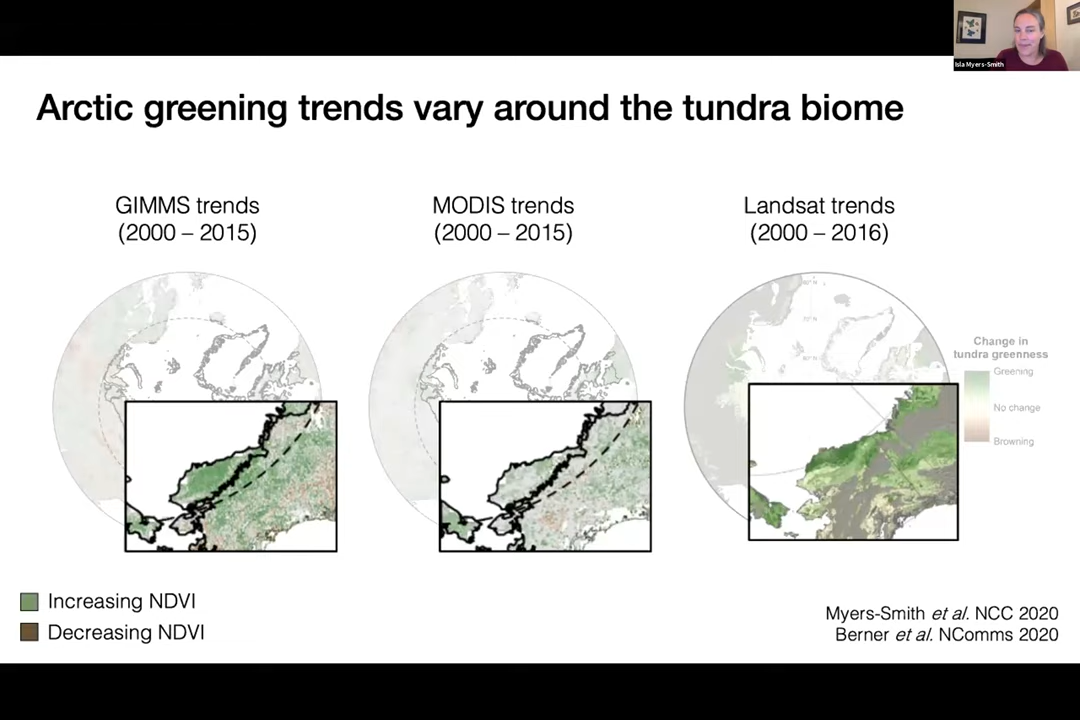 Isla Myers-Smith
Arctic greening trends vary around the tundra biome
GIMMS trends
(2000 – 2015)
MODIS trends
(2000 – 2015)
Landsat trends
(2000 – 2016)
Change in
tundra greenness
Greening
No change
Browning
Increasing NDVI
Decreasing NDVI
Myers-Smith et al. NCC 2020
Berner et al. NComms 2020